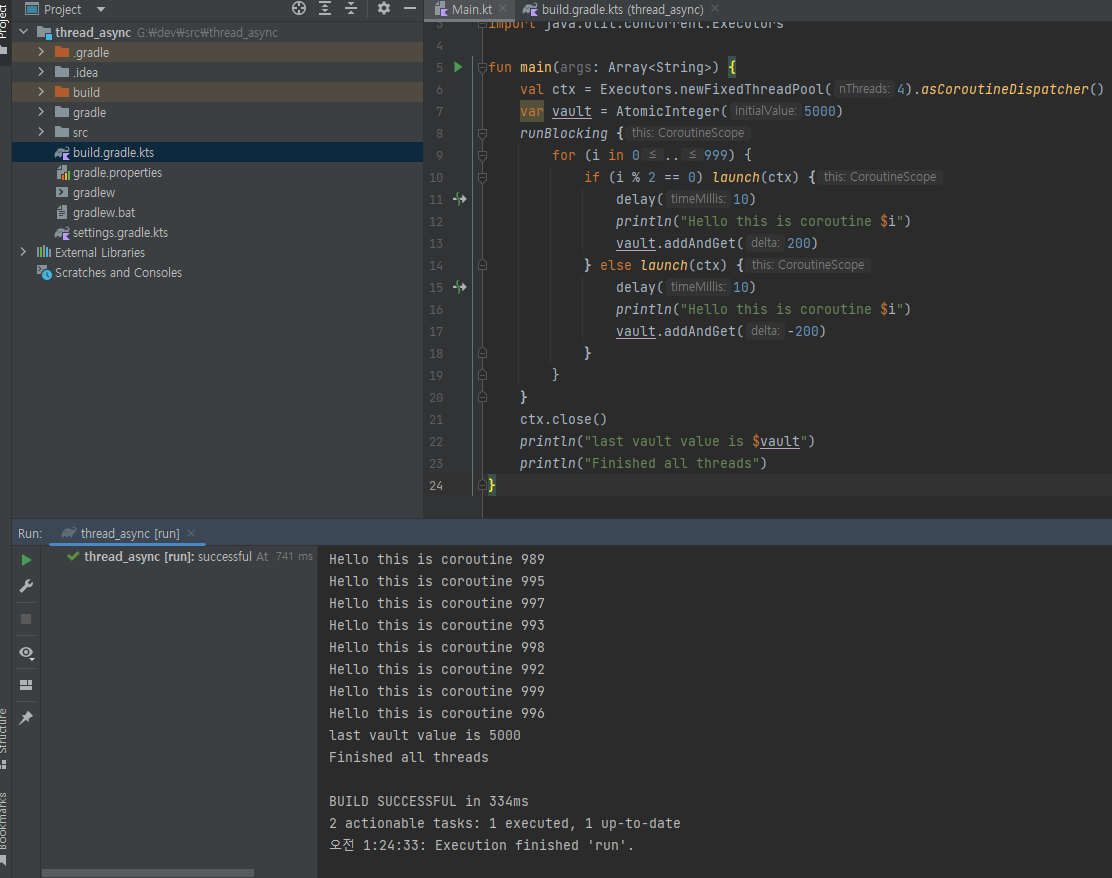 Project
Project
Main.kt
build.gradle.kts (thread_async)
thread_async G:\dev\src\thread_async
.gradle
.idea
build
gradle
src
build.gradle.kts
gradle.properties
gradlew
gradlew.bat
settings.gradle.kts
External Libraries
Scratches and Consoles
3 import java.util.concurrent.Executors
4
5 fun main(args: Array<String>) {
6 val ctx = Executors.newFixedThreadPool( nThreads: 4).asCoroutineDispatcher()
7 var vault = AtomicInteger( initialValue: 5000)
8 runBlocking { this: CoroutineScope
9 for (i in 0 ≤ .. ≤ 999) {
10 if (i % 2 == 0) launch(ctx) { this: CoroutineScope
11 delay( timeMillis: 10)
12 println("Hello this is coroutine $i")
13 vault.addAndGet( delta: 200)
14 } else launch(ctx) { this: CoroutineScope
15 delay( timeMillis: 10)
16 println("Hello this is coroutine $i")
17 vault.addAndGet( delta: -200)
18 }
19 }
20 }
21 ctx.close()
22 println("last vault value is $vault")
23 println("Finished all threads")
24 }
Run: thread_async [run]
thread_async [run]: successful At 741 ms
Hello this is coroutine 989
Hello this is coroutine 995
Hello this is coroutine 997
Hello this is coroutine 993
Hello this is coroutine 998
Hello this is coroutine 992
Hello this is coroutine 999
Hello this is coroutine 996
last vault value is 5000
Finished all threads
BUILD SUCCESSFUL in 334ms
2 actionable tasks: 1 executed, 1 up-to-date
오전 1:24:33: Execution finished 'run'.
Structure
Bookmarks